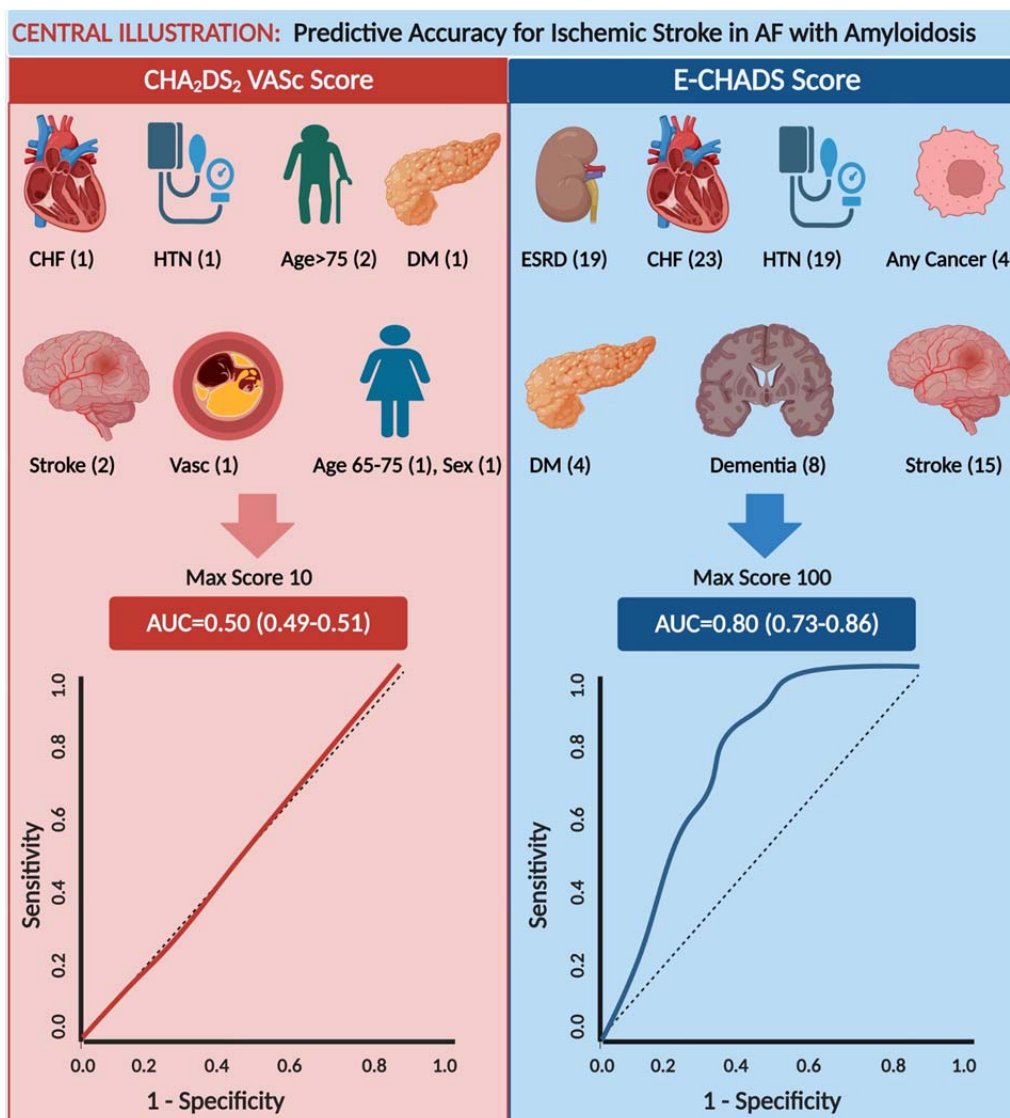 CENTRAL ILLUSTRATION: Predictive Accuracy for Ischemic Stroke in AF with Amyloidosis
CHA₂DS₂ VASc Score
CHF (1) HTN (1) Age>75 (2) DM (1)
Stroke (2) Vasc (1) Age 65-75 (1), Sex (1)
Max Score 10
AUC=0.50 (0.49-0.51)
Sensitivity
1.0
0.8
0.6
0.4
0.2
0.0
0.0 0.2 0.4 0.6 0.8 1.0
1 - Specificity
E-CHADS Score
ESRD (19) CHF (23) HTN (19) Any Cancer (4
DM (4) Dementia (8) Stroke (15)
Max Score 100
AUC=0.80 (0.73-0.86)
Sensitivity
1.0
0.8
0.6
0.4
0.2
0.0
0.0 0.2 0.4 0.6 0.8 1.0
1 - Specificity